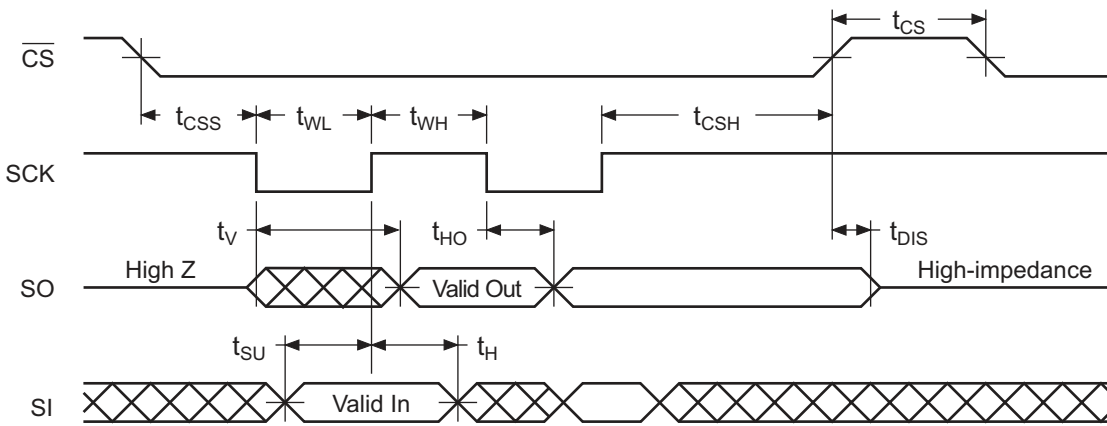 t_CS
C̅S̅
t_CSS t_WL t_WH t_CSH
SCK
t_V t_HO t_DIS
High Z High-impedance
SO Valid Out
t_SU t_H
SI Valid In